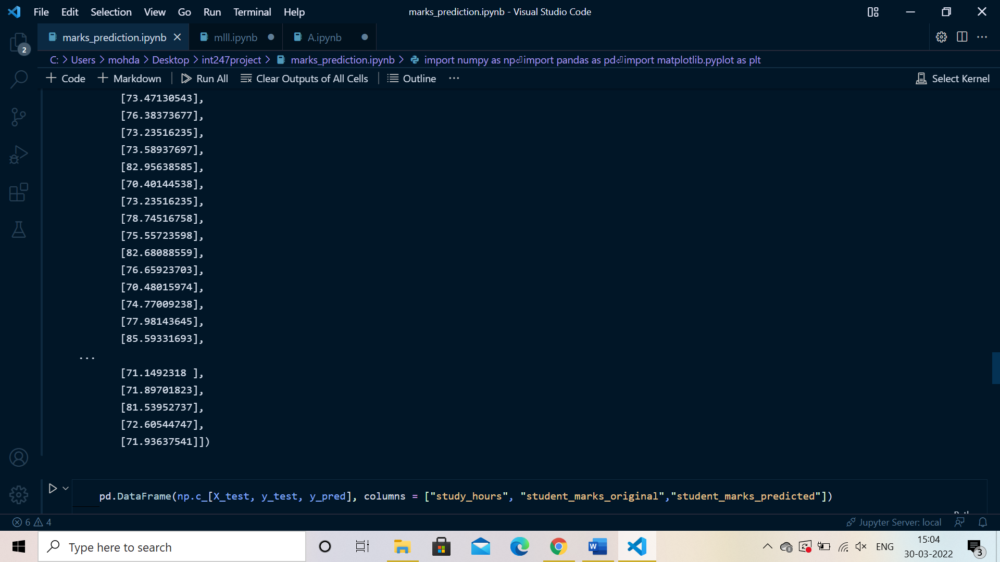 File Edit Selection View Go Run Terminal Help
marks_prediction.ipynb - Visual Studio Code
marks_prediction.ipynb mlll.ipynb A.ipynb
2
C: > Users > mohda > Desktop > int247project > marks_prediction.ipynb > import numpy as np⏎import pandas as pd⏎import matplotlib.pyplot as plt
+ Code + Markdown Run All Clear Outputs of All Cells Outline ...
Select Kernel
[73.47130543],
[76.38373677],
[73.23516235],
[73.58937697],
[82.95638585],
[70.40144538],
[73.23516235],
[78.74516758],
[75.55723598],
[82.68088559],
[76.65923703],
[70.48015974],
[74.77009238],
[77.98143645],
[85.59331693],
...
[71.1492318 ],
[71.89701823],
[81.53952737],
[72.60544747],
[71.93637541]])
pd.DataFrame(np.c_[X_test, y_test, y_pred], columns = ["study_hours", "student_marks_original","student_marks_predicted"])
6 4
Jupyter Server: local
Type here to search
W
ENG
15:04
30-03-2022
3